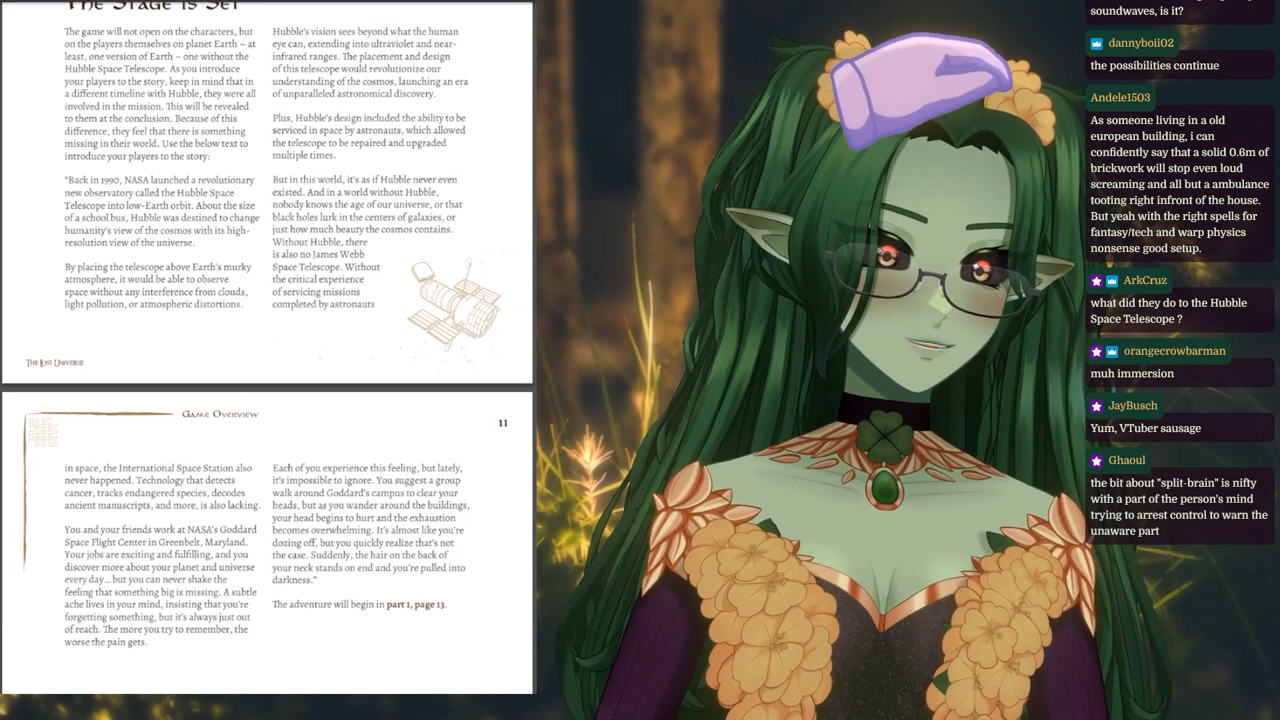 The Stage is Set
The game will not open on the characters, but
on the players themselves on planet Earth – at
least, one version of Earth – one without the
Hubble Space Telescope. As you introduce
your players to the story, keep in mind that in
a different timeline with Hubble, they were all
involved in the mission. This will be revealed
to them at the conclusion. Because of this
difference, they feel that there is something
missing in their world. Use the below text to
introduce your players to the story:
“Back in 1990, NASA launched a revolutionary
new observatory called the Hubble Space
Telescope into low-Earth orbit. About the size
of a school bus, Hubble was destined to change
humanity's view of the cosmos with its high-
resolution view of the universe.
By placing the telescope above Earth's murky
atmosphere, it would be able to observe
space without any interference from clouds,
light pollution, or atmospheric distortions.
Hubble's vision sees beyond what the human
eye can, extending into ultraviolet and near-
infrared ranges. The placement and design
of this telescope would revolutionize our
understanding of the cosmos, launching an era
of unparalleled astronomical discovery.
Plus, Hubble's design included the ability to be
serviced in space by astronauts, which allowed
the telescope to be repaired and upgraded
multiple times.
But in this world, it's as if Hubble never even
existed. And in a world without Hubble,
nobody knows the age of our universe, or that
black holes lurk in the centers of galaxies, or
just how much beauty the cosmos contains.
Without Hubble, there
is also no James Webb
Space Telescope. Without
the critical experience
of servicing missions
completed by astronauts
The Lost Universe
Game Overview
11
in space, the International Space Station also
never happened. Technology that detects
cancer, tracks endangered species, decodes
ancient manuscripts, and more, is also lacking.
You and your friends work at NASA's Goddard
Space Flight Center in Greenbelt, Maryland.
Your jobs are exciting and fulfilling, and you
discover more about your planet and universe
every day... but you can never shake the
feeling that something big is missing. A subtle
ache lives in your mind, insisting that you're
forgetting something, but it's always just out
of reach. The more you try to remember, the
worse the pain gets.
Each of you experience this feeling, but lately,
it's impossible to ignore. You suggest a group
walk around Goddard's campus to clear your
heads, but as you wander around the buildings,
your head begins to hurt and the exhaustion
becomes overwhelming. It's almost like you're
dozing off, but you quickly realize that's not
the case. Suddenly, the hair on the back of
your neck stands on end and you're pulled into
darkness.”
The adventure will begin in part 1, page 13.
soundwaves, is it?
dannyboii02
the possibilities continue
Andele1503
As someone living in a old
european building, i can
confidently say that a solid 0.6m of
brickwork will stop even loud
screaming and all but a ambulance
tooting right infront of the house.
But yeah with the right spells for
fantasy/tech and warp physics
nonsense good setup.
ArkCruz
what did they do to the Hubble
Space Telescope ?
orangecrowbarman
muh immersion
JayBusch
Yum, VTuber sausage
Ghaoul
the bit about "split-brain" is nifty
with a part of the person's mind
trying to arrest control to warn the
unaware part